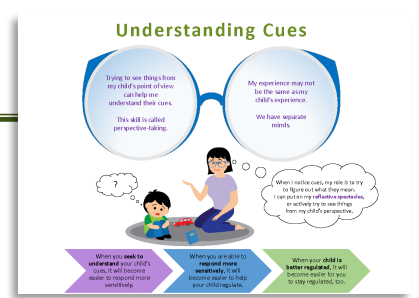 Understanding Cues
Trying to see things from
my child's point of view
can help me
understand their cues.
This skill is called
perspective-taking.
My experience may not
be the same as my
child's experience.
We have separate
minds.
?
When I notice cues, my role is to try
to figure out what they mean.
I can put on my reflective spectacles,
or actively try to see things
from my child's perspective.
When you seek to
understand your child's
cues, it will become
easier to respond more
sensitively.
When you are able to
respond more
sensitively, it will
become easier to help
your child regulate.
When your child is
better regulated, it will
become easier for you
to stay regulated, too.